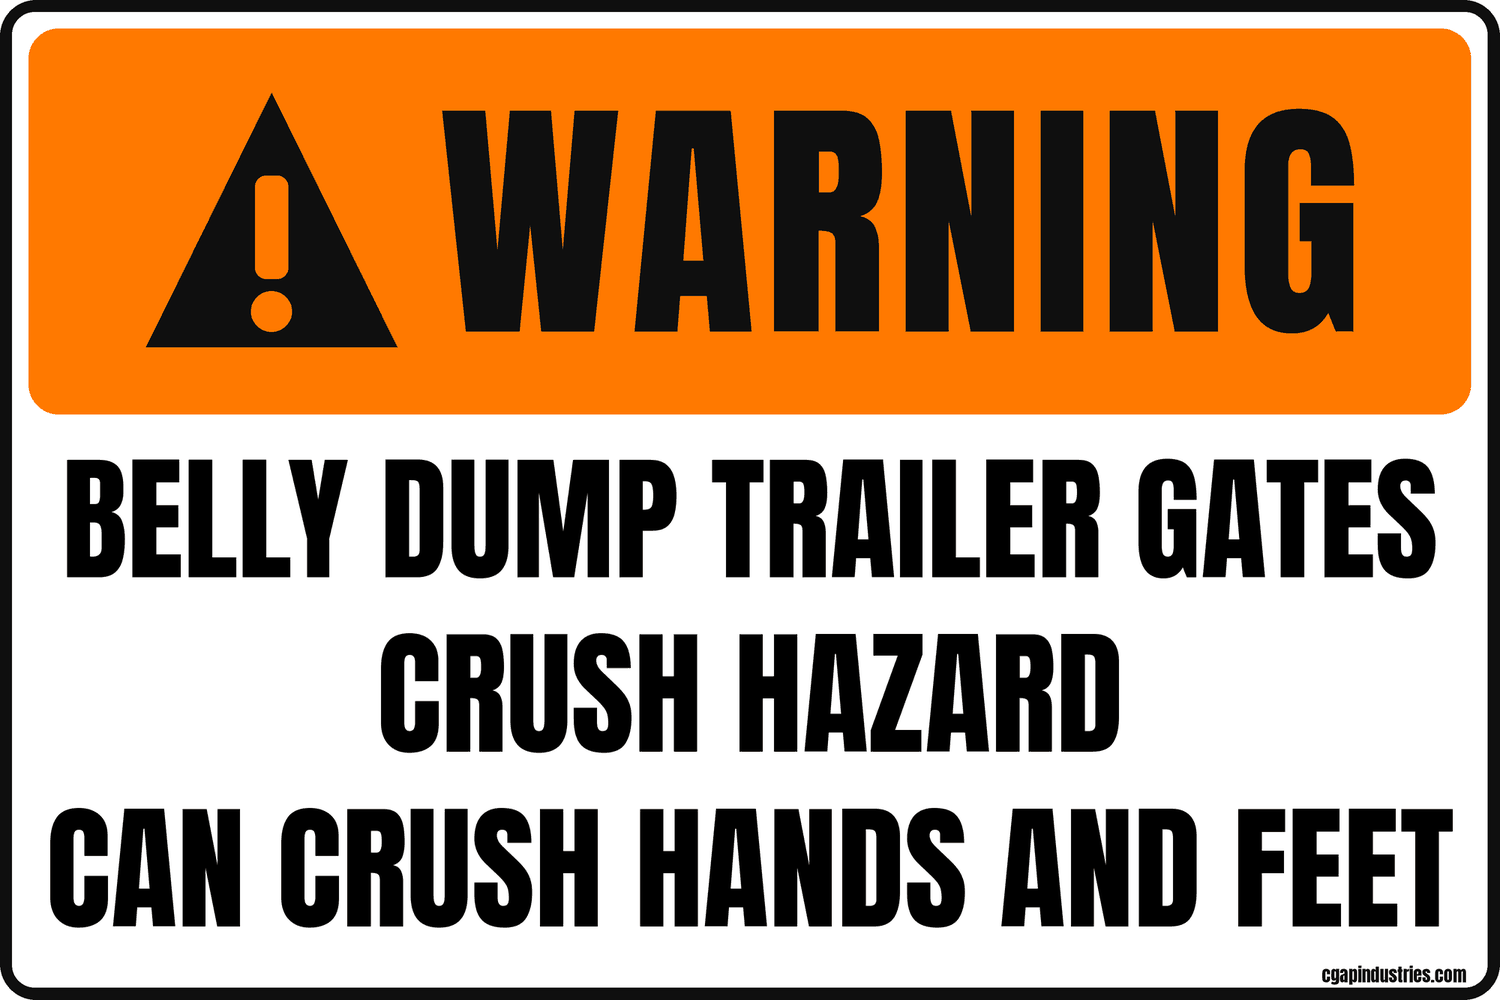 WARNING
BELLY DUMP TRAILER GATES
CRUSH HAZARD
CAN CRUSH HANDS AND FEET
cgapindustries.com